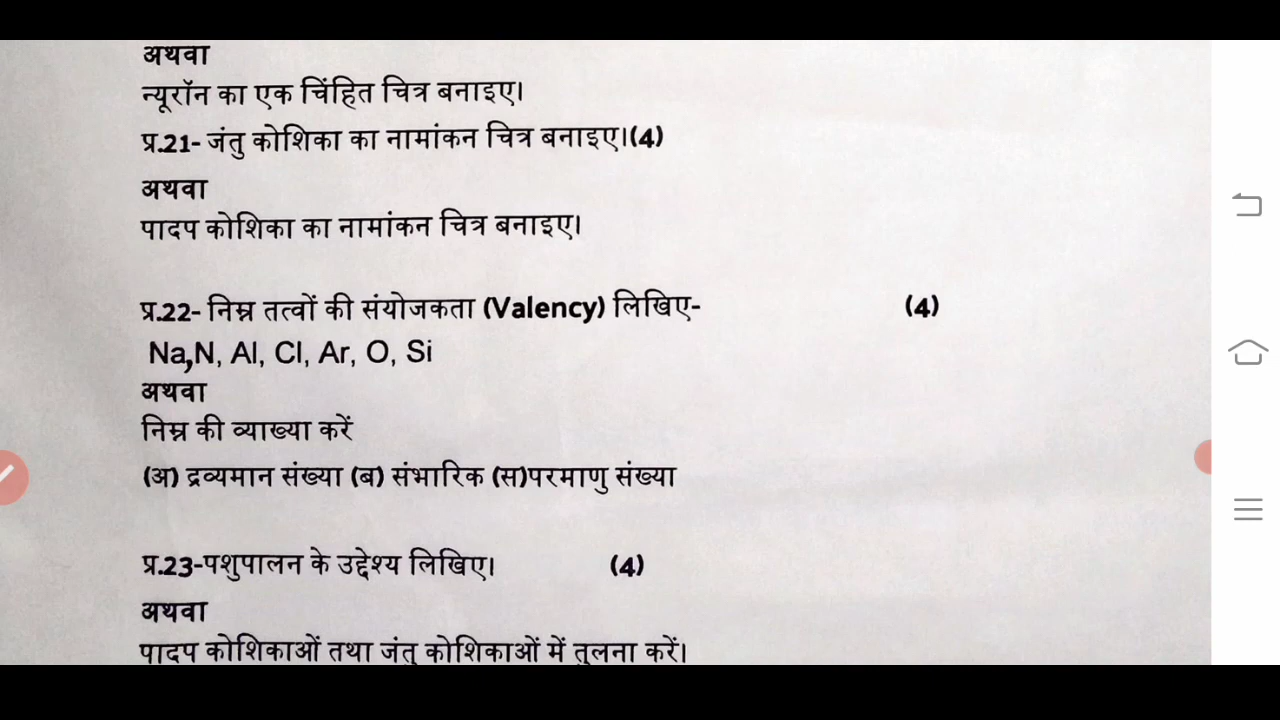 अथवा
न्यूरॉन का एक चिंहित चित्र बनाइए।
प्र.21- जंतु कोशिका का नामांकन चित्र बनाइए।(4)
अथवा
पादप कोशिका का नामांकन चित्र बनाइए।
प्र.22- निम्न तत्वों की संयोजकता (Valency) लिखिए- (4)
Na,N, Al, Cl, Ar, O, Si
अथवा
निम्न की व्याख्या करें
(अ) द्रव्यमान संख्या (ब) संभारिक (स)परमाणु संख्या
प्र.23-पशुपालन के उद्देश्य लिखिए। (4)
अथवा
पादप कोशिकाओं तथा जंतु कोशिकाओं में तुलना करें।